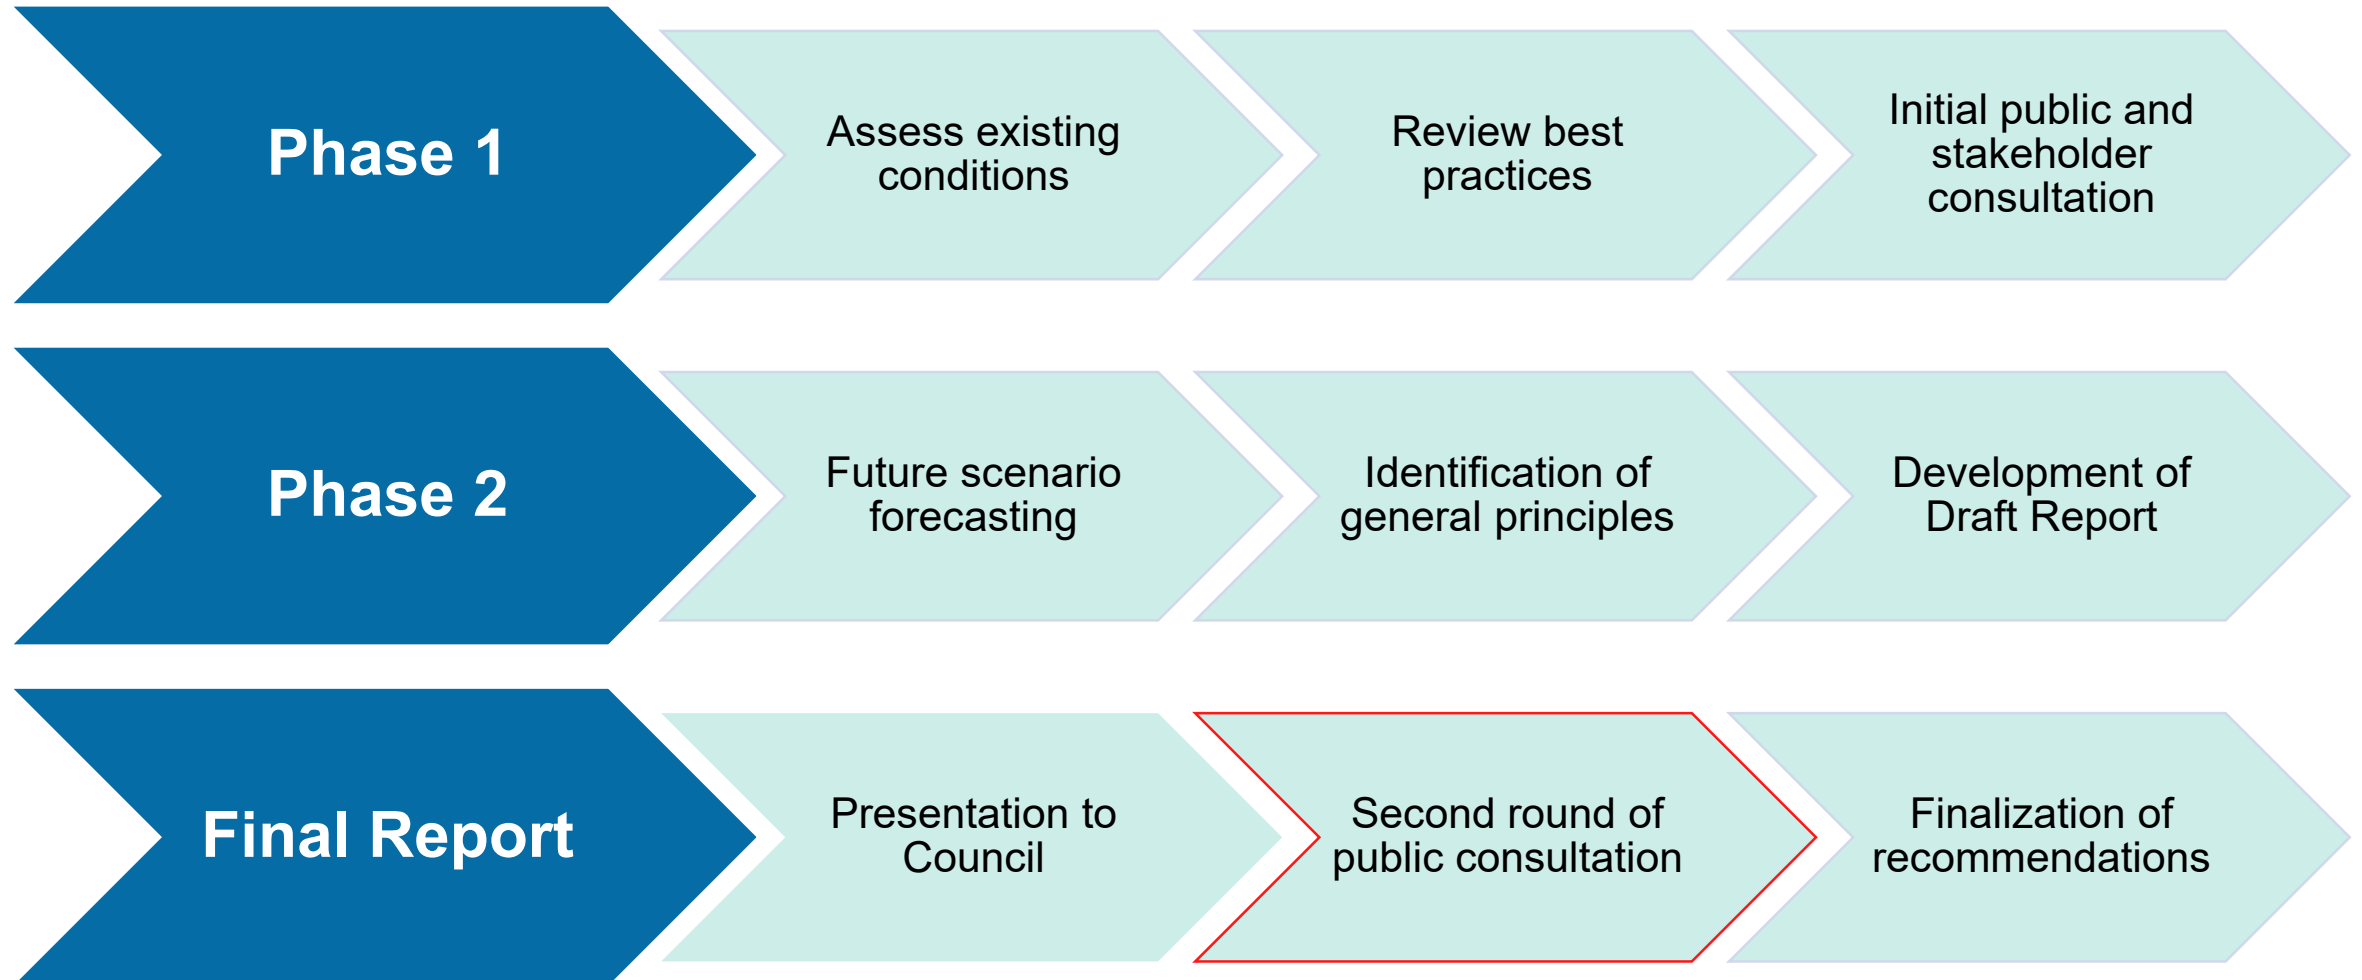 Phase 1
Assess existing
conditions
Review best
practices
Initial public and
stakeholder
consultation
Phase 2
Future scenario
forecasting
Identification of
general principles
Development of
Draft Report
Final Report
Presentation to
Council
Second round of
public consultation
Finalization of
recommendations